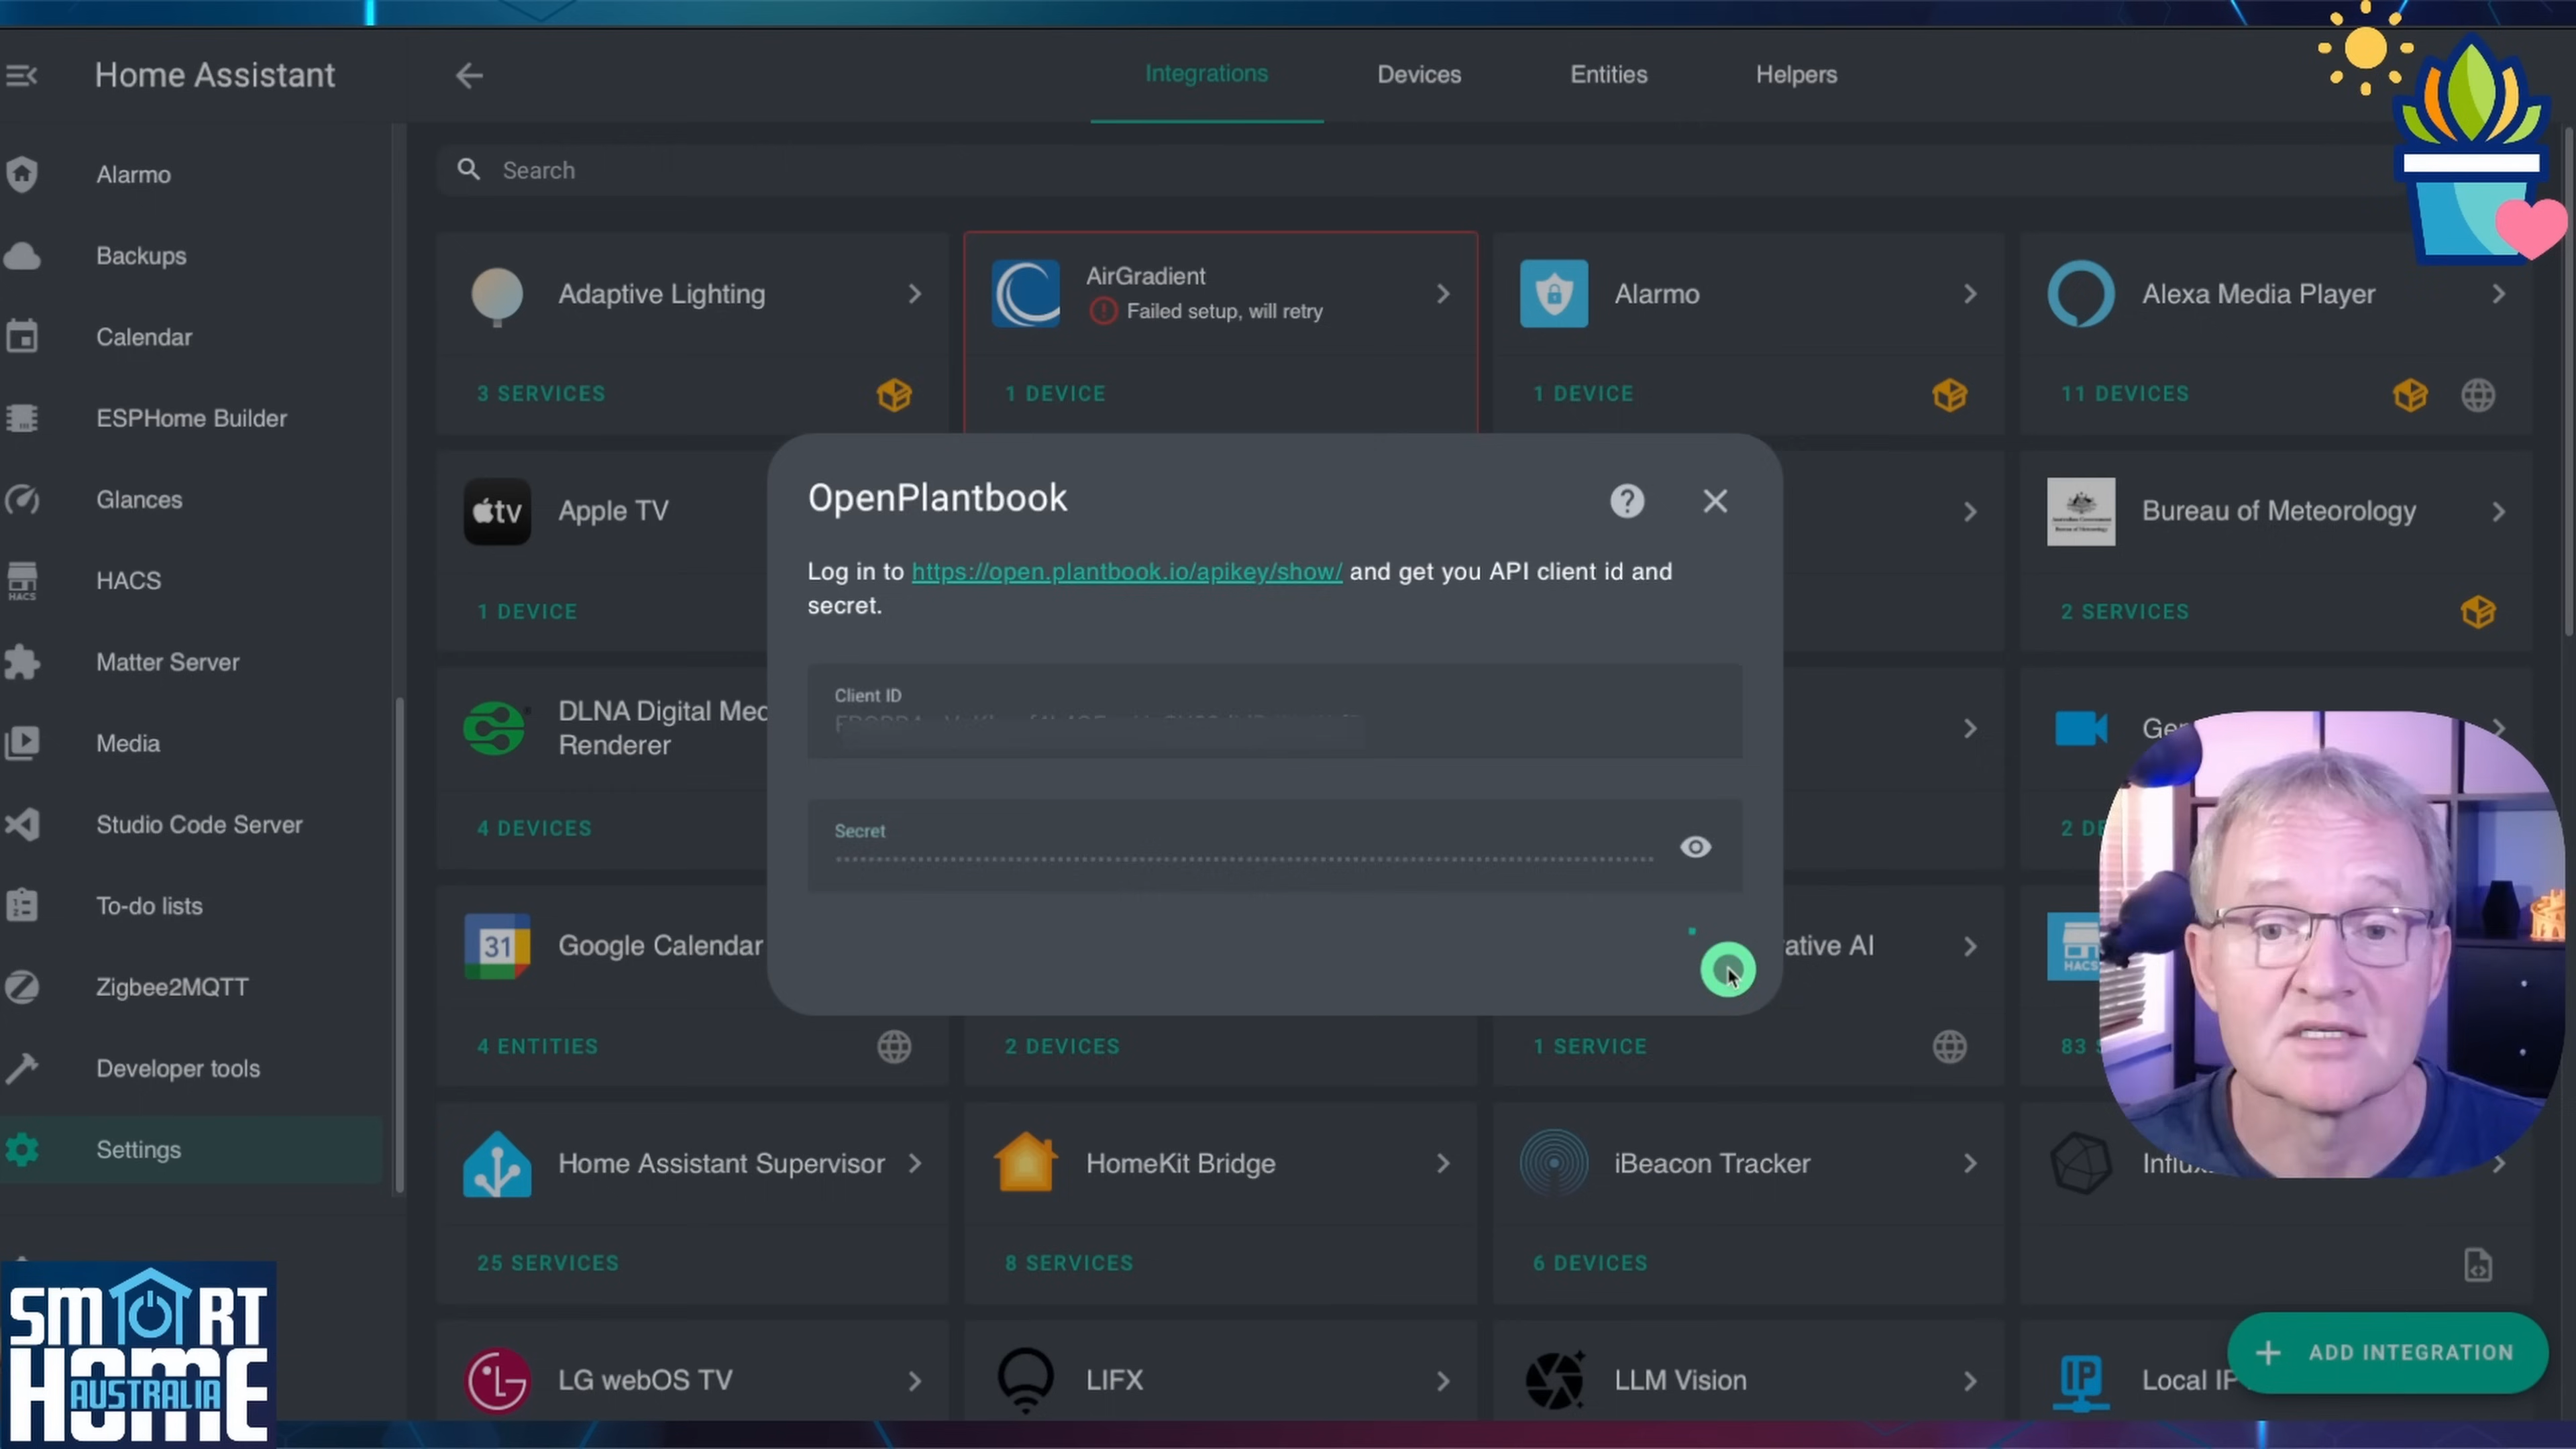 Home Assistant
Integrations
Devices
Entities
Helpers
Search
Alarmo
Backups
Calendar
ESPHome Builder
Glances
HACS
HACS
Matter Server
Media
Studio Code Server
To-do lists
Zigbee2MQTT
Developer tools
Settings
Adaptive Lighting
3 SERVICES
AirGradient
Failed setup, will retry
1 DEVICE
Alarmo
1 DEVICE
Alexa Media Player
11 DEVICES
tv
Apple TV
1 DEVICE
Bureau of Meteorology
2 SERVICES
DLNA Digital Med
Renderer
4 DEVICES
OpenPlantbook
Log in to https://open.plantbook.io/apikey/show/ and get you API client id and
secret.
Client ID
Secret
31
Google Calendar
4 ENTITIES
2 DEVICES
ative AI
1 SERVICE
HACS
83
Home Assistant Supervisor
25 SERVICES
HomeKit Bridge
8 SERVICES
iBeacon Tracker
6 DEVICES
LG
LG webOS TV
LIFX
LLM Vision
IP
Local IP
ADD INTEGRATION
SMART
HOME
AUSTRALIA